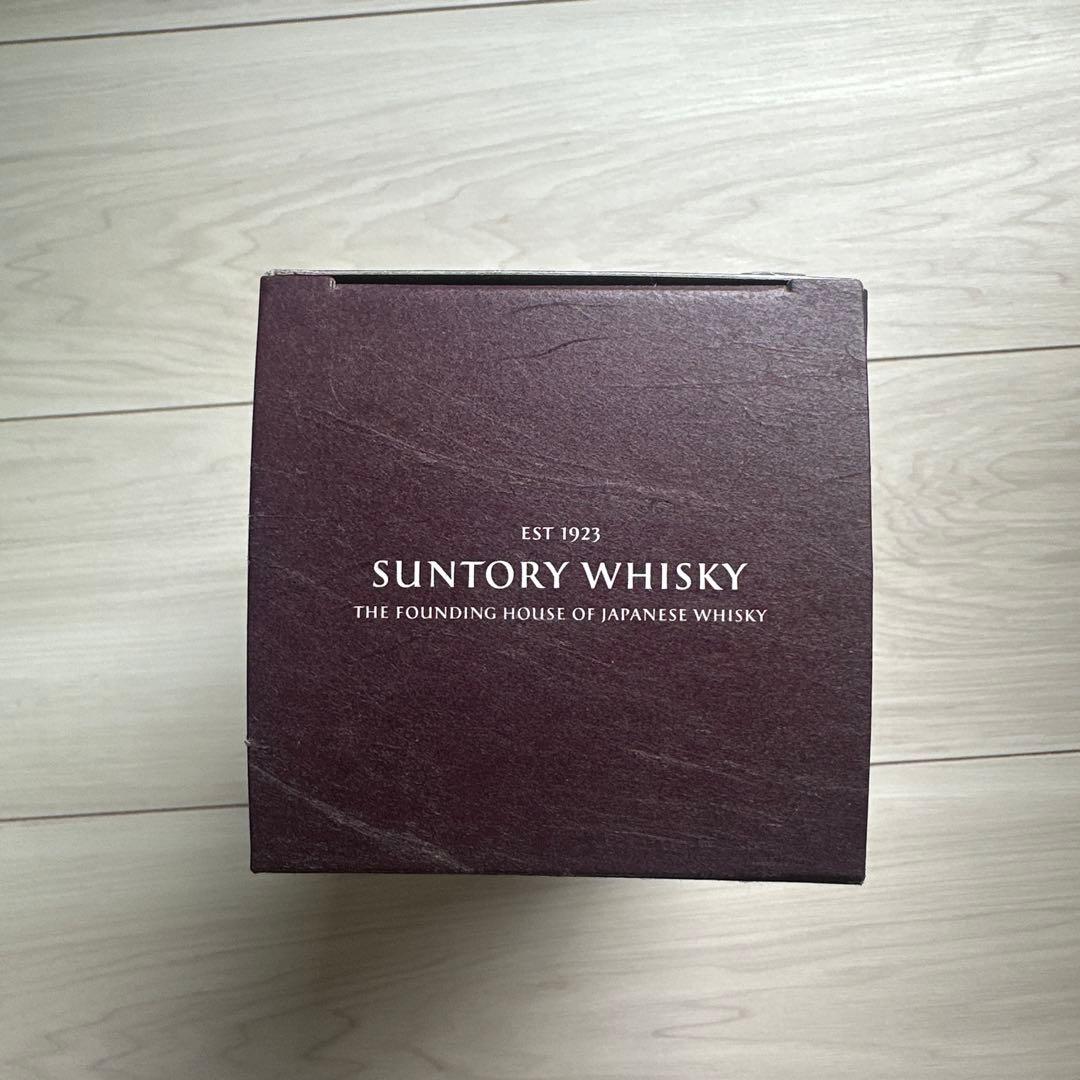 EST 1923
SUNTORY WHISKY
THE FOUNDING HOUSE OF JAPANESE WHISKY